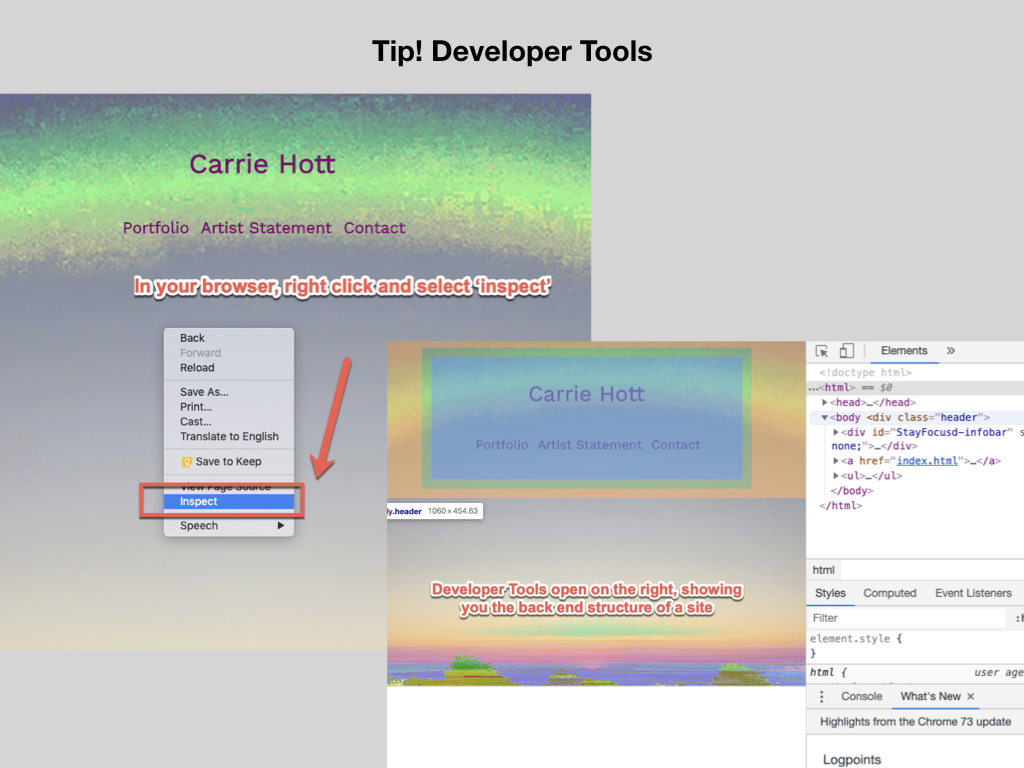 Tip! Developer Tools
Carrie Hott
Portfolio Artist Statement Contact
In your browser, right click and select ‘inspect’
Back
Forward
Reload
Save As...
Print...
Cast...
Translate to English
Save to Keep
View Page Source
Inspect
Speech
Carrie Hott
Portfolio Artist Statement Contact
y.header 1060 × 454.63
Developer Tools open on the right, showing
you the back end structure of a site
Elements »
<!doctype html>
...<html> == $0
<head>…</head>
<body <div class="header">
<div id="StayFocusd-infobar" s
none;">…</div>
<a href="index.html">…</a>
<ul>…</ul>
</body>
</html>
html
Styles Computed Event Listeners
Filter :h
element.style {
}
html { user age
Console What's New ×
Highlights from the Chrome 73 update
Logpoints